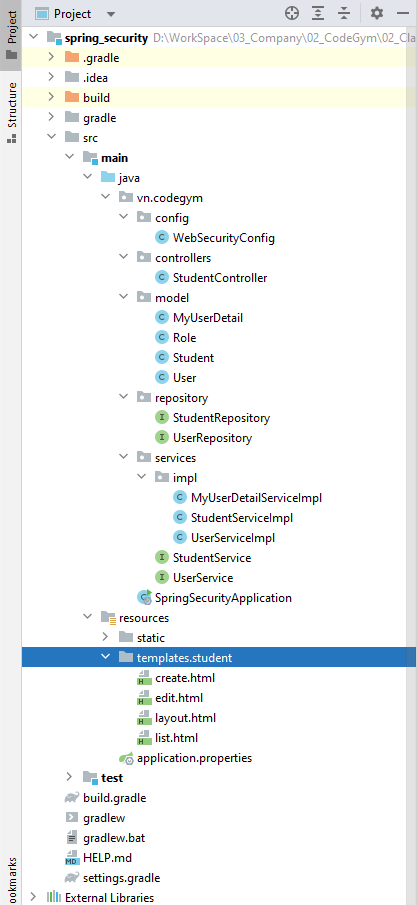 Project
spring_security D:\WorkSpace\03_Company\02_CodeGym\02_Cla
.gradle
.idea
build
gradle
src
main
java
vn.codegym
config
WebSecurityConfig
controllers
StudentController
model
MyUserDetail
Role
Student
User
repository
StudentRepository
UserRepository
services
impl
MyUserDetailServiceImpl
StudentServiceImpl
UserServiceImpl
StudentService
UserService
SpringSecurityApplication
resources
static
templates.student
create.html
edit.html
layout.html
list.html
application.properties
test
build.gradle
gradlew
gradlew.bat
HELP.md
settings.gradle
External Libraries
Project
Structure
ookmarks